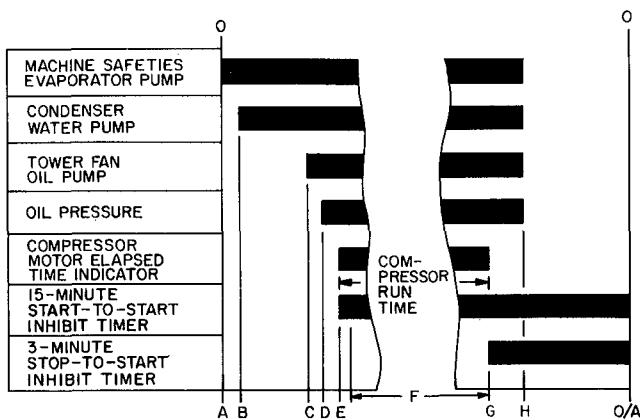 O
O
MACHINE SAFETIES
EVAPORATOR PUMP
CONDENSER
WATER PUMP
TOWER FAN
OIL PUMP
OIL PRESSURE
COMPRESSOR
MOTOR ELAPSED
TIME INDICATOR
COM-
PRESSOR
RUN
TIME
15-MINUTE
START-TO-START
INHIBIT TIMER
3-MINUTE
STOP-TO-START
INHIBIT TIMER
A B C D E F G H O/A